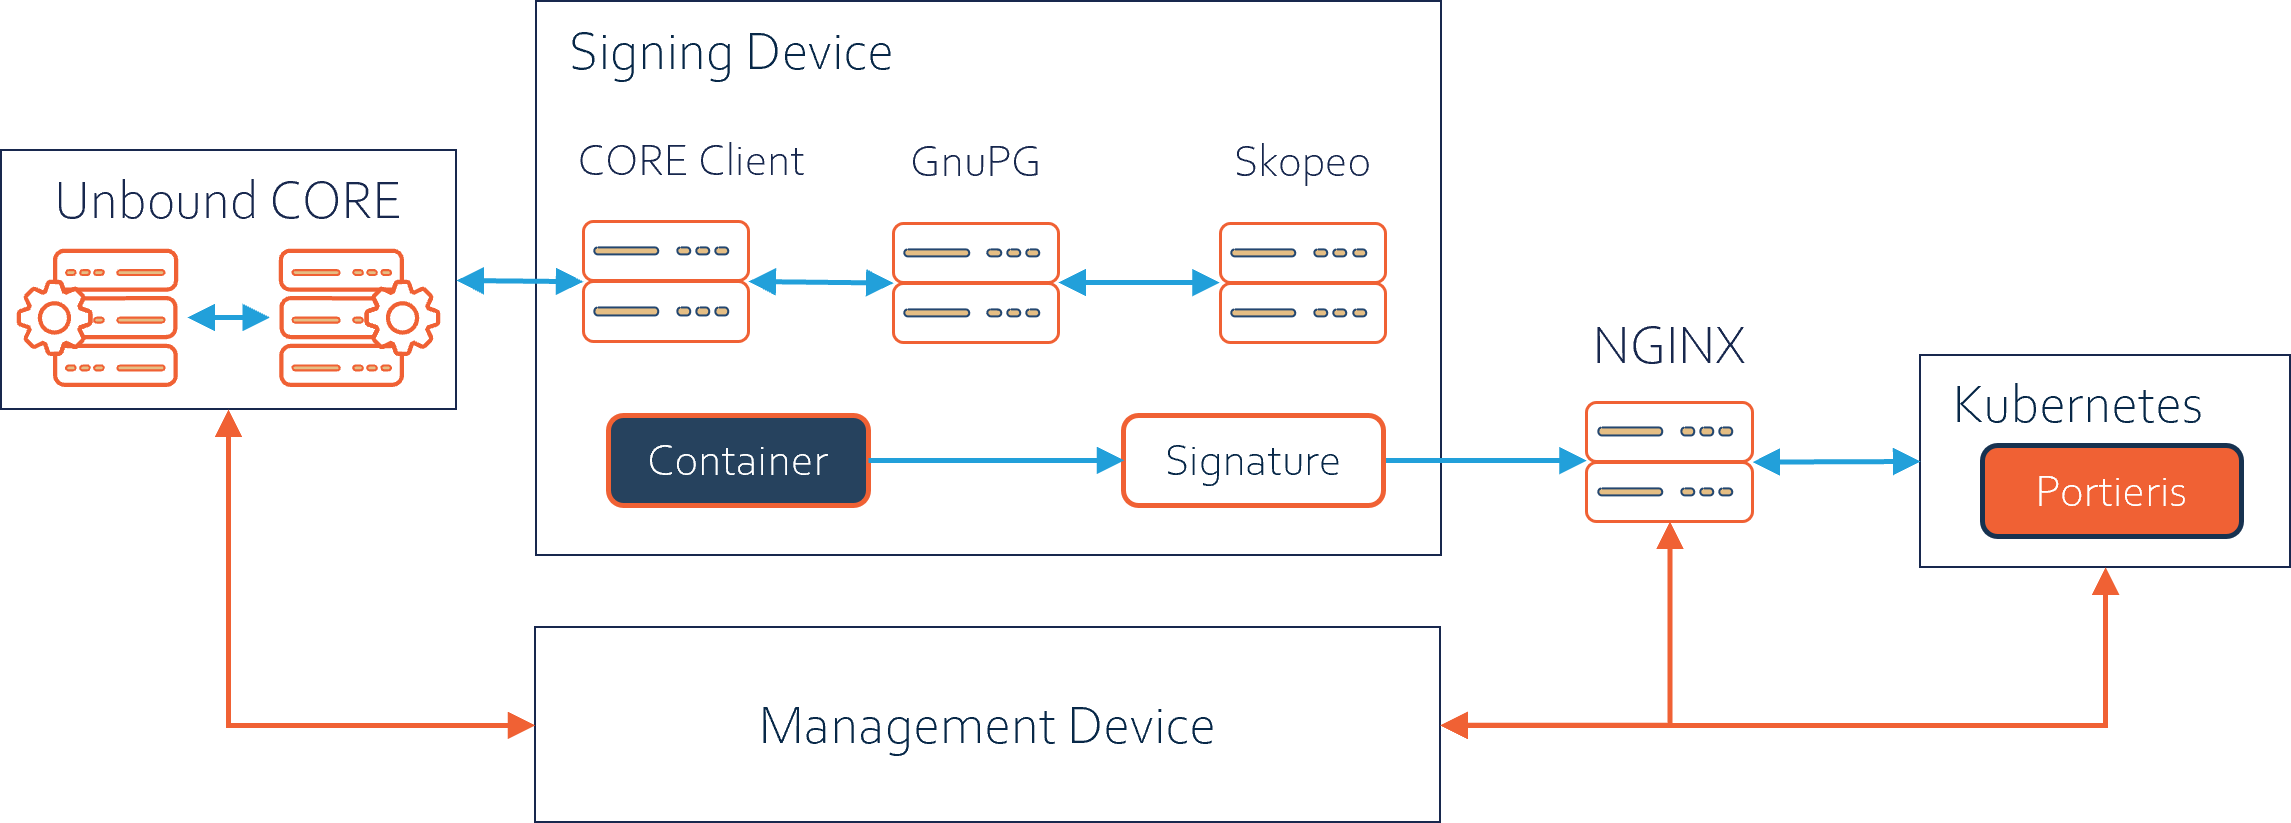 Signing Device
CORE Client
GnuPG
Skopeo
Unbound CORE
NGINX
Kubernetes
Container
Signature
Portieris
Management Device